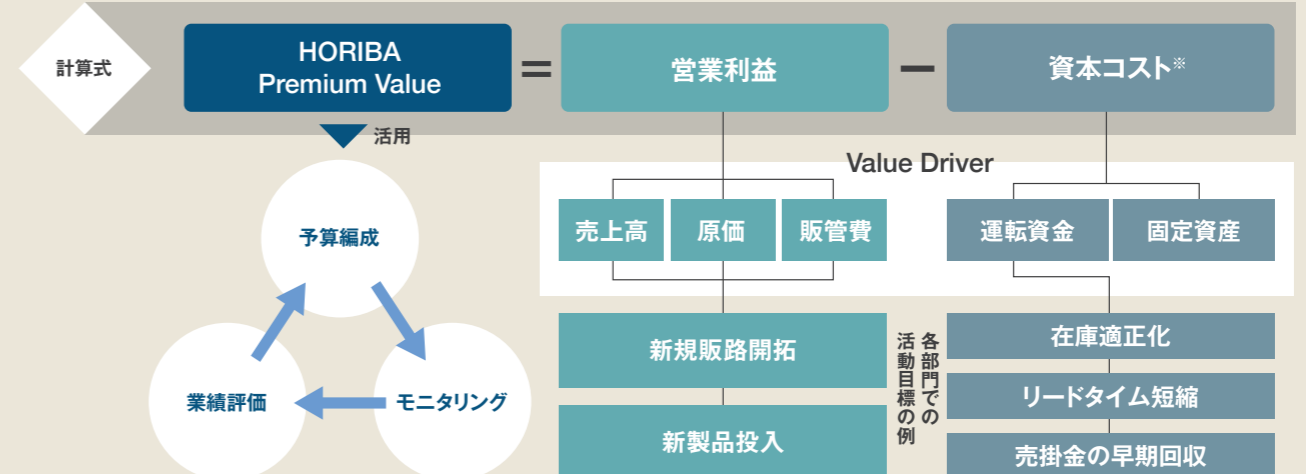 計算式
HORIBA
Premium Value
=
営業利益
－
資本コスト※
活用
予算編成
モニタリング
業績評価
Value Driver
売上高
原価
販管費
運転資金
固定資産
新規販路開拓
新製品投入
各部門での
活動目標の例
在庫適正化
リードタイム短縮
売掛金の早期回収